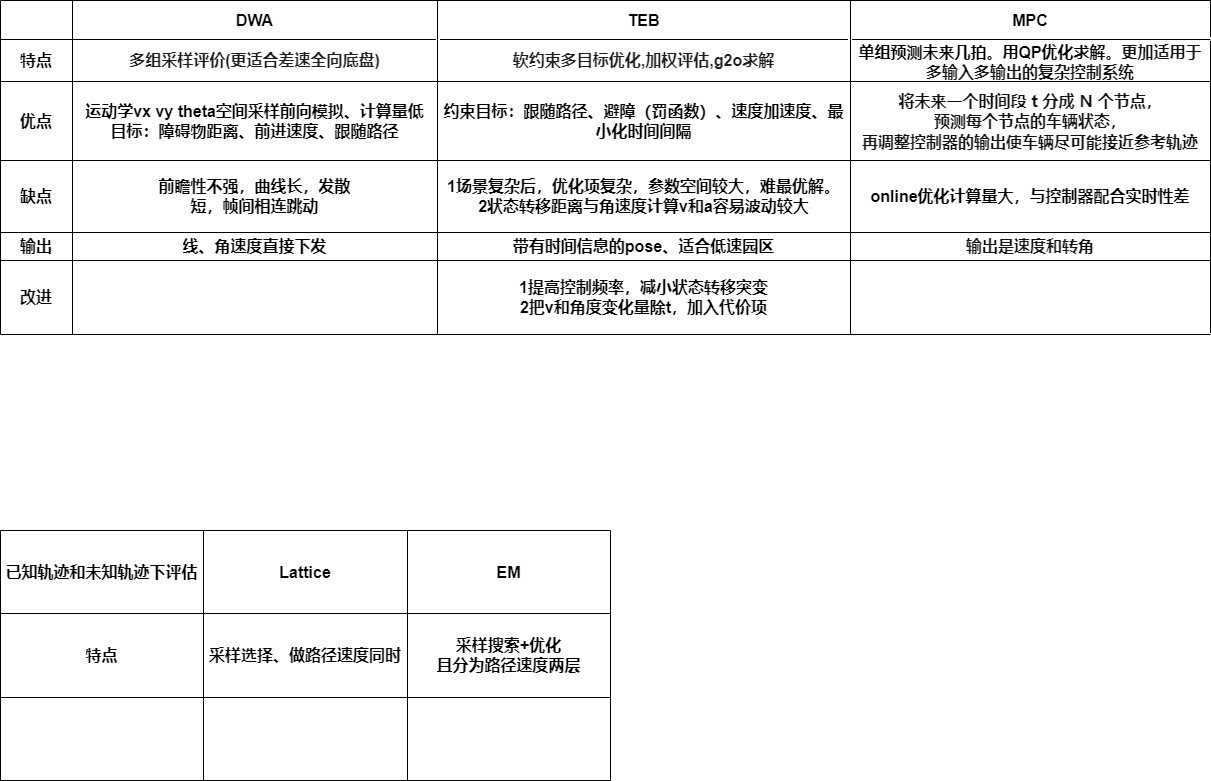 DWA
TEB
MPC
特点
多组采样评价(更适合差速全向底盘)
软约束多目标优化,加权评估,g2o求解
单组预测未来几拍。用QP优化求解。更加适用于
多输入多输出的复杂控制系统
优点
运动学vx vy theta空间采样前向模拟、计算量低
目标：障碍物距离、前进速度、跟随路径
约束目标：跟随路径、避障（罚函数）、速度加速度、最
小化时间间隔
将未来一个时间段 t 分成 N 个节点，
预测每个节点的车辆状态，
再调整控制器的输出使车辆尽可能接近参考轨迹
缺点
前瞻性不强，曲线长，发散
短，帧间相连跳动
1场景复杂后，优化项复杂，参数空间较大，难最优解。
2状态转移距离与角速度计算v和a容易波动较大
online优化计算量大，与控制器配合实时性差
输出
线、角速度直接下发
带有时间信息的pose、适合低速园区
输出是速度和转角
改进
1提高控制频率，减小状态转移突变
2把v和角度变化量除t，加入代价项
已知轨迹和未知轨迹下评估
Lattice
EM
特点
采样选择、做路径速度同时
采样搜索+优化
且分为路径速度两层